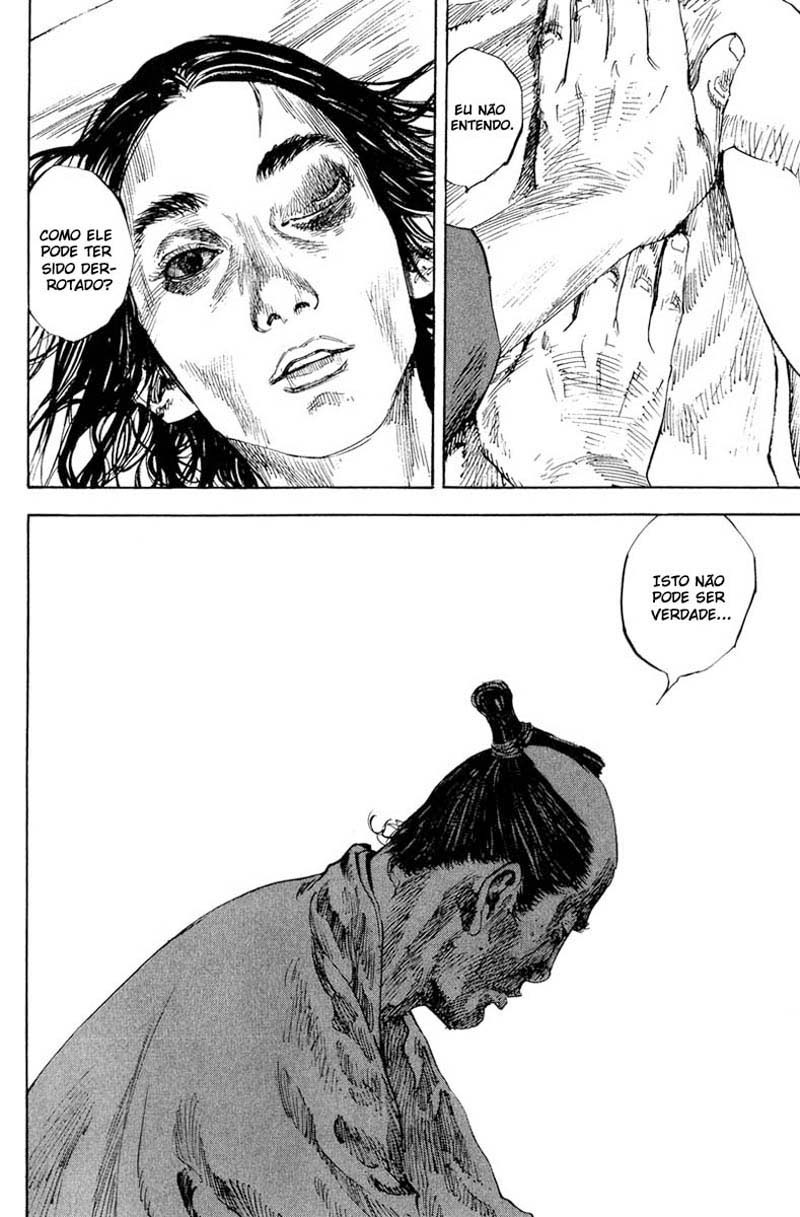 EU NÃO
ENTENDO.
COMO ELE
PODE TER
SIDO DER-
ROTADO?
ISTO NÃO
PODE SER
VERDADE...